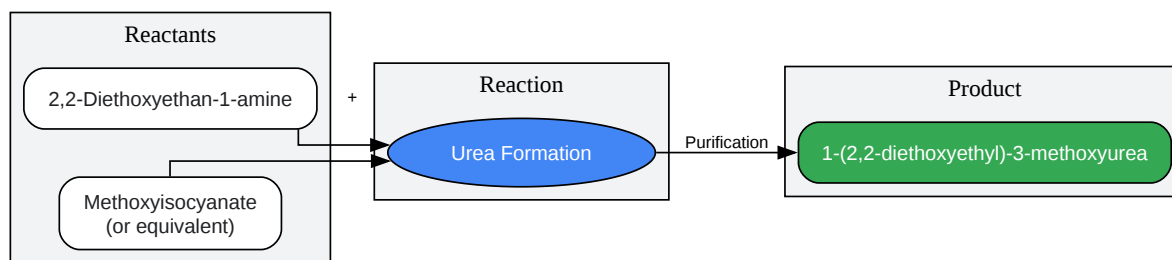 Reactants
2,2-Diethoxyethan-1-amine
Methoxyisocyanate
(or equivalent)
+
Reaction
Urea Formation
Purification
Product
1-(2,2-diethoxyethyl)-3-methoxyurea